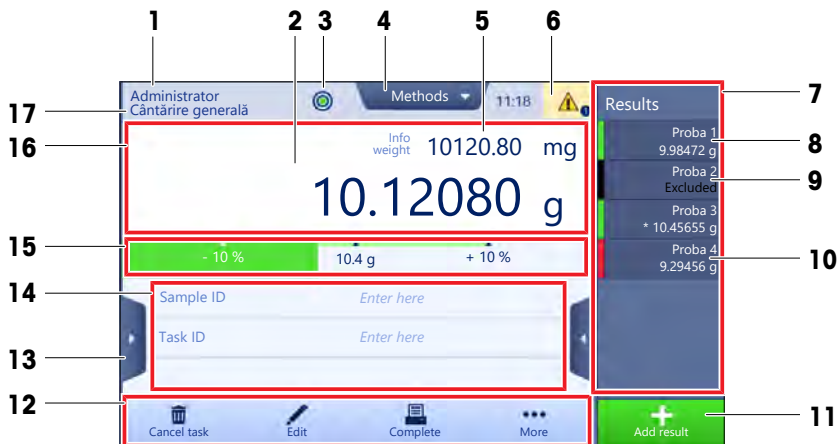 1
2
3
4
5
6
7
8
9
10
11
12
13
14
15
16
17
Administrator
Cântărire generală
Methods
11:18
Info
weight
10120.80 mg
10.12080 g
- 10 %
10.4 g
+ 10 %
Sample ID
Enter here
Task ID
Enter here
Cancel task
Edit
Complete
More
Results
Proba 1
9.98472 g
Proba 2
Excluded
Proba 3
* 10.45655 g
Proba 4
9.29456 g
Add result